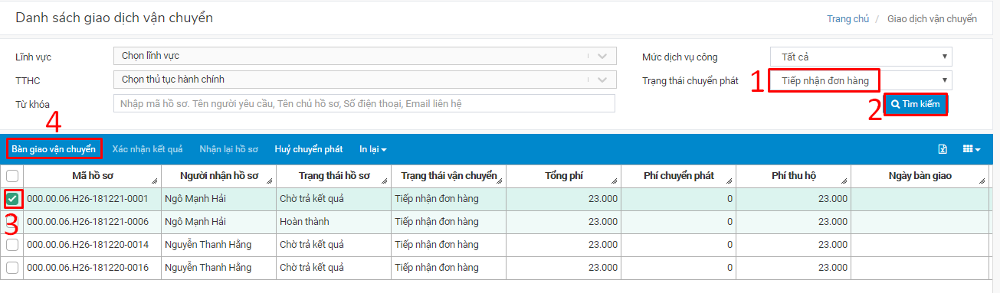 Danh sách giao dịch vận chuyển
Trang chủ / Giao dịch vận chuyển
Lĩnh vực Chọn lĩnh vực Mức dịch vụ công Tất cả
TTHC Chọn thủ tục hành chính Trạng thái chuyển phát 1 Tiếp nhận đơn hàng
Từ khóa Nhập mã hồ sơ. Tên người yêu cầu, Tên chủ hồ sơ, Số điện thoại, Email liên hệ 2 Tìm kiếm
4
Bàn giao vận chuyển Xác nhận kết quả Nhận lại hồ sơ Huỷ chuyển phát In lại
Mã hồ sơ Người nhận hồ sơ Trạng thái hồ sơ Trạng thái vận chuyển Tổng phí Phí chuyển phát Phí thu hộ Ngày bàn giao
000.00.06.H26-181221-0001 Ngô Mạnh Hải Chờ trả kết quả Tiếp nhận đơn hàng 23.000 0 23.000
3 000.00.06.H26-181221-0006 Ngô Mạnh Hải Hoàn thành Tiếp nhận đơn hàng 23.000 0 23.000
000.00.06.H26-181220-0014 Nguyễn Thanh Hằng Chờ trả kết quả Tiếp nhận đơn hàng 23.000 0 23.000
000.00.06.H26-181220-0016 Nguyễn Thanh Hằng Chờ trả kết quả Tiếp nhận đơn hàng 23.000 0 23.000